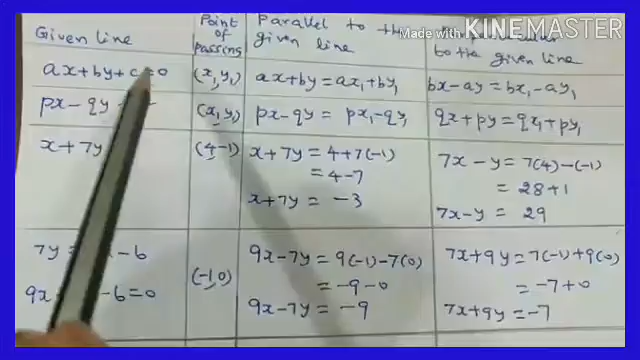 Given line
Point of passing
Parallel to the given line
to the given line
Made with KINEMASTER
ax+by+c=0
(x₁,y₁)
ax+by=ax₁+by₁
bx-ay=bx₁-ay₁
px-qy
(x₁,y₁)
px-qy=px₁-qy₁
qx+py=qx₁+py₁
x+7y
(4,-1)
x+7y=4+7(-1)
=4-7
x+7y=-3
7x-y=7(4)-(-1)
=28+1
7x-y=29
7y= -6
9x -6=0
(-1,0)
9x-7y=9(-1)-7(0)
=-9-0
9x-7y=-9
7x+9y=7(-1)+9(0)
=-7+0
7x+9y=-7